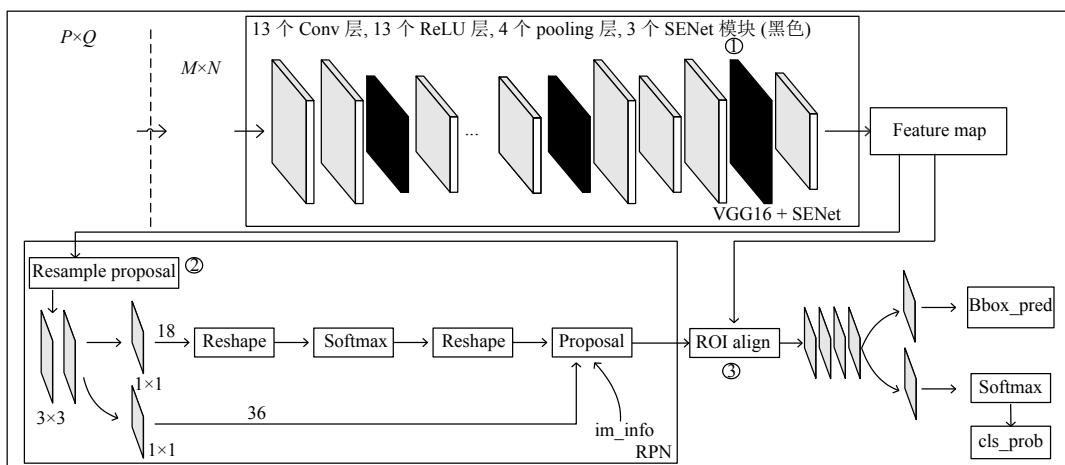 13 个 Conv 层, 13 个 ReLU 层, 4 个 pooling 层, 3 个 SENet 模块 (黑色)
①
P×Q
M×N
...
Feature map
VGG16 + SENet
Resample proposal
②
18
Reshape
Softmax
Reshape
Proposal
ROI align
③
Bbox_pred
1×1
3×3
36
1×1
im_info
RPN
Softmax
cls_prob